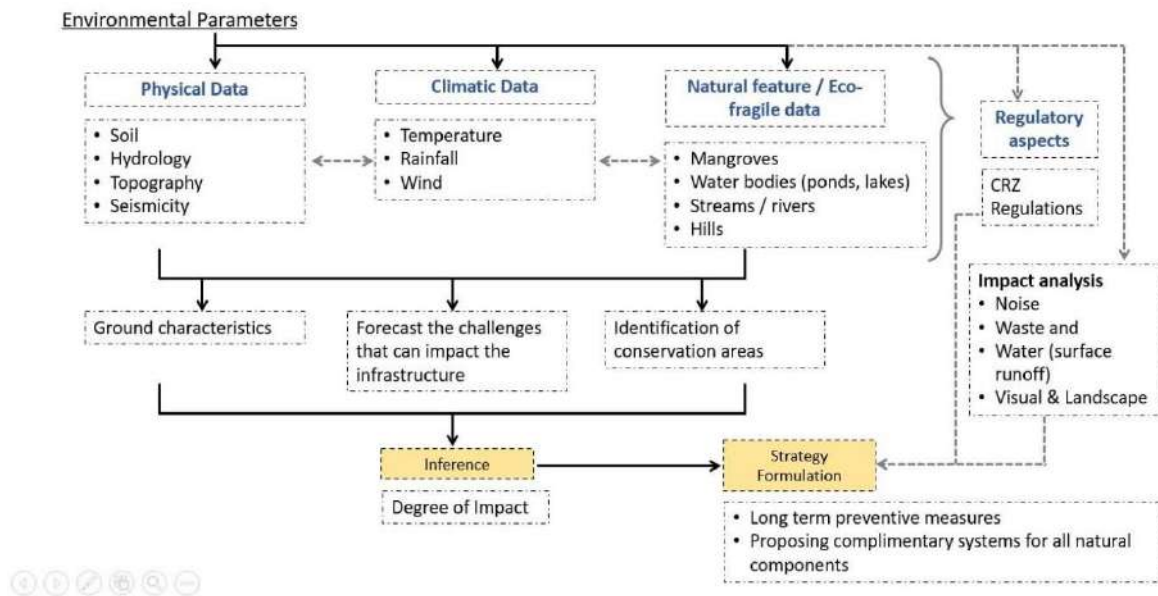 Environmental Parameters
Physical Data
Climatic Data
Natural feature / Eco-
fragile data
Regulatory
aspects
• Soil
• Hydrology
• Topography
• Seismicity
• Temperature
• Rainfall
• Wind
• Mangroves
• Water bodies (ponds, lakes)
• Streams / rivers
• Hills
CRZ
Regulations
Impact analysis
• Noise
• Waste and
• Water (surface
runoff)
• Visual & Landscape
Ground characteristics
Forecast the challenges
that can impact the
infrastructure
Identification of
conservation areas
Inference
Degree of Impact
Strategy
Formulation
• Long term preventive measures
• Proposing complimentary systems for all natural
components